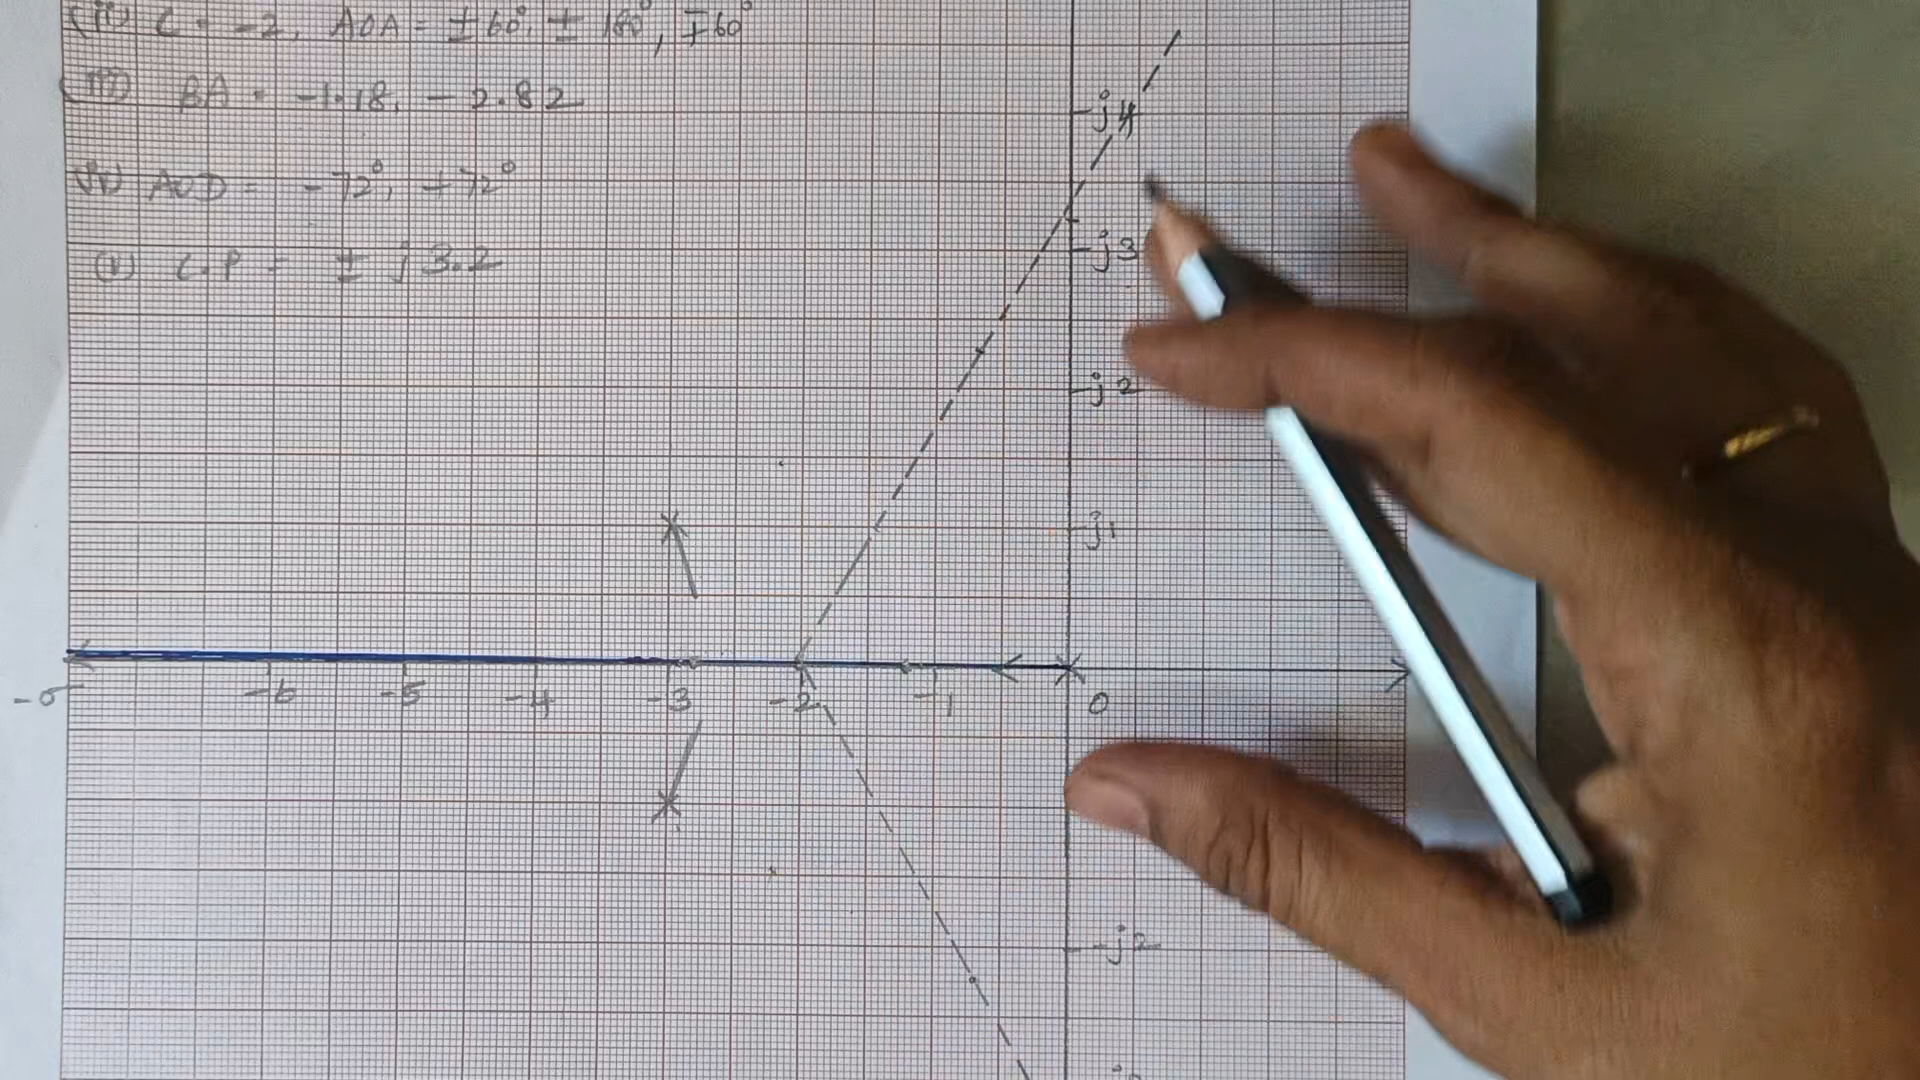 (ii) C = -2, AOA = ±60°, ±180°, ∓60°
(iii) BA = -1.18, -2.82
(iv) AOD = -72°, +72°
(v) C.P = ±j3.2
j4
j3
j2
j1
-σ -6 -5 -4 -3 -2 -1 0
-j2